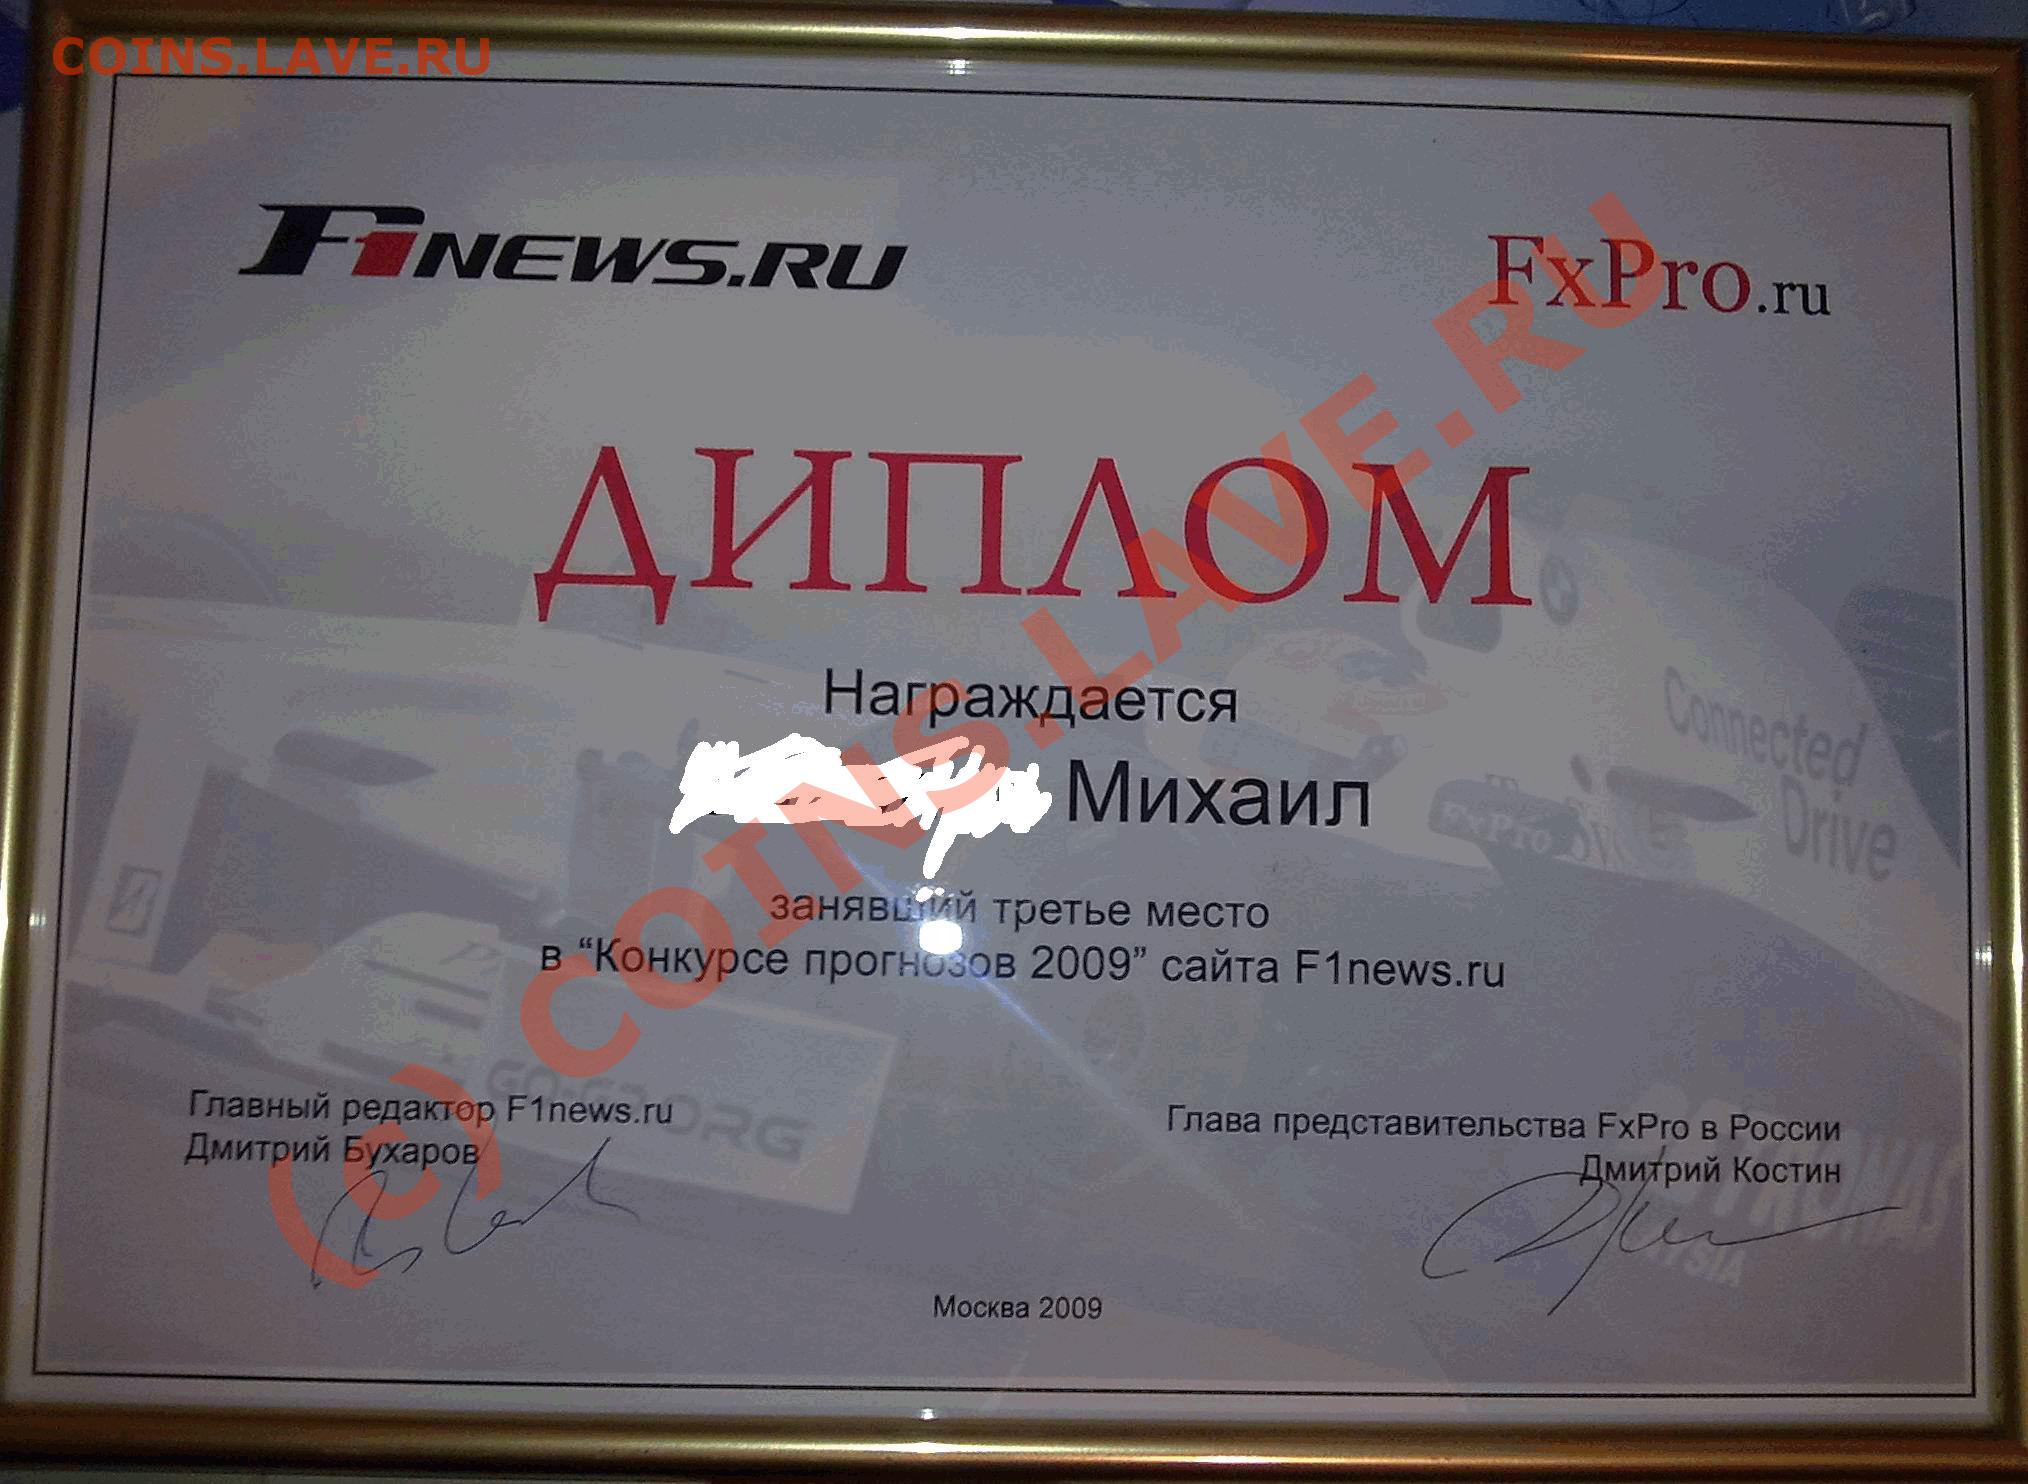 COINS.LAVE.RU
F1NEWS.RU
FxPro.ru
ДИПЛОМ
Награждается
Михаил
занявший третье место
в “Конкурсе прогнозов 2009” сайта F1news.ru
Главный редактор F1news.ru
Дмитрий Бухаров
Глава представительства FxPro в России
Дмитрий Костин
Москва 2009
(c) COINS.LAVE.RU
Connected
Drive
FxPro
PETRONAS